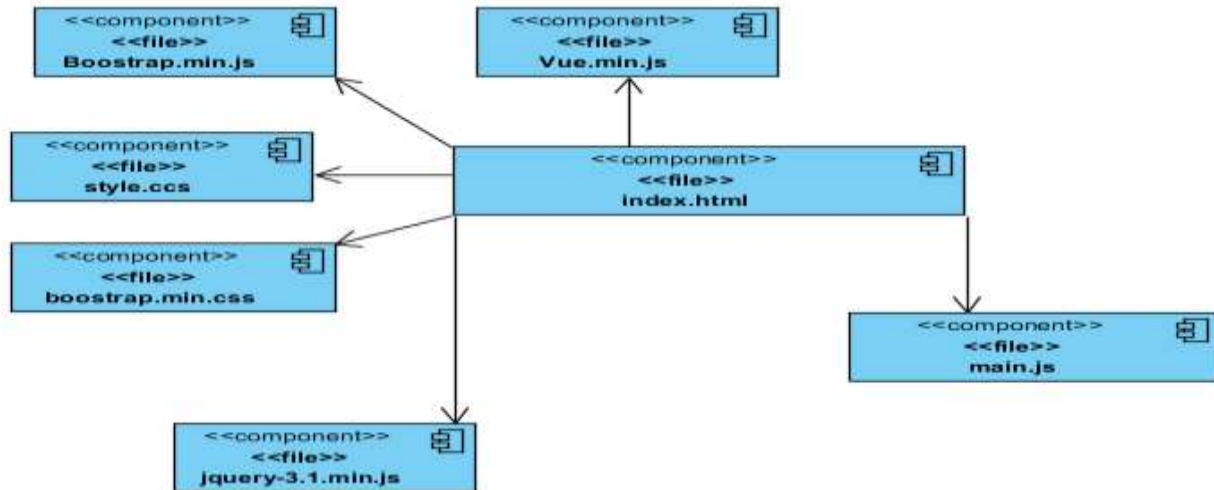 <<component>>
<<file>>
Boostrap.min.js
<<component>>
<<file>>
Vue.min.js
<<component>>
<<file>>
style.ccs
<<component>>
<<file>>
index.html
<<component>>
<<file>>
boostrap.min.css
<<component>>
<<file>>
main.js
<<component>>
<<file>>
jquery-3.1.min.js